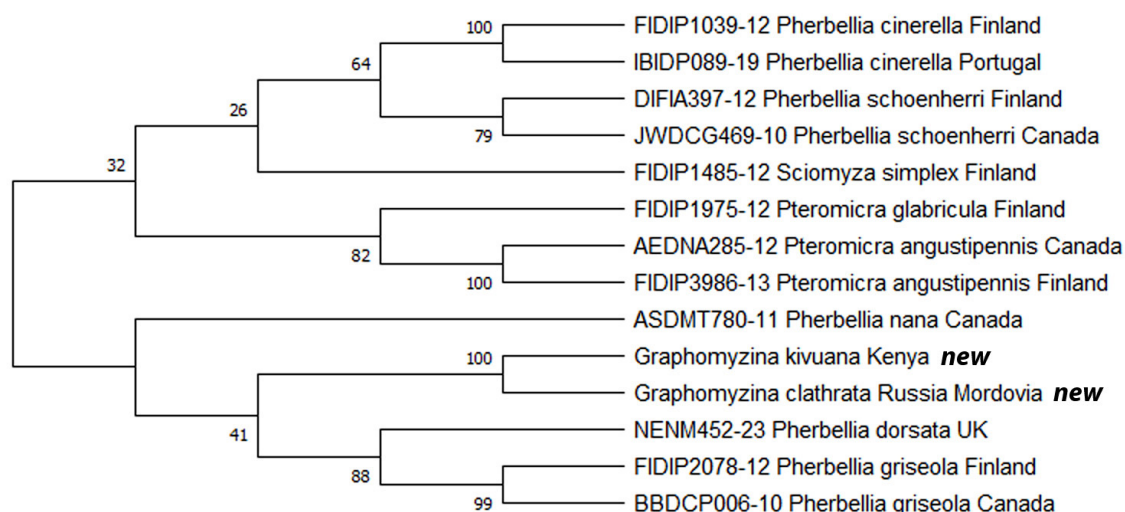 100
FIDIP1039-12 Pherbellia cinerella Finland
IBIDP089-19 Pherbellia cinerella Portugal
64
DIFIA397-12 Pherbellia schoenherri Finland
26
79
JWDCG469-10 Pherbellia schoenherri Canada
32
FIDIP1485-12 Sciomyza simplex Finland
FIDIP1975-12 Pteromicra glabricula Finland
82
AEDNA285-12 Pteromicra angustipennis Canada
100
FIDIP3986-13 Pteromicra angustipennis Finland
ASDMT780-11 Pherbellia nana Canada
100
Graphomyzina kivuana Kenya new
Graphomyzina clathrata Russia Mordovia new
41
NENM452-23 Pherbellia dorsata UK
88
FIDIP2078-12 Pherbellia griseola Finland
99
BBDCP006-10 Pherbellia griseola Canada